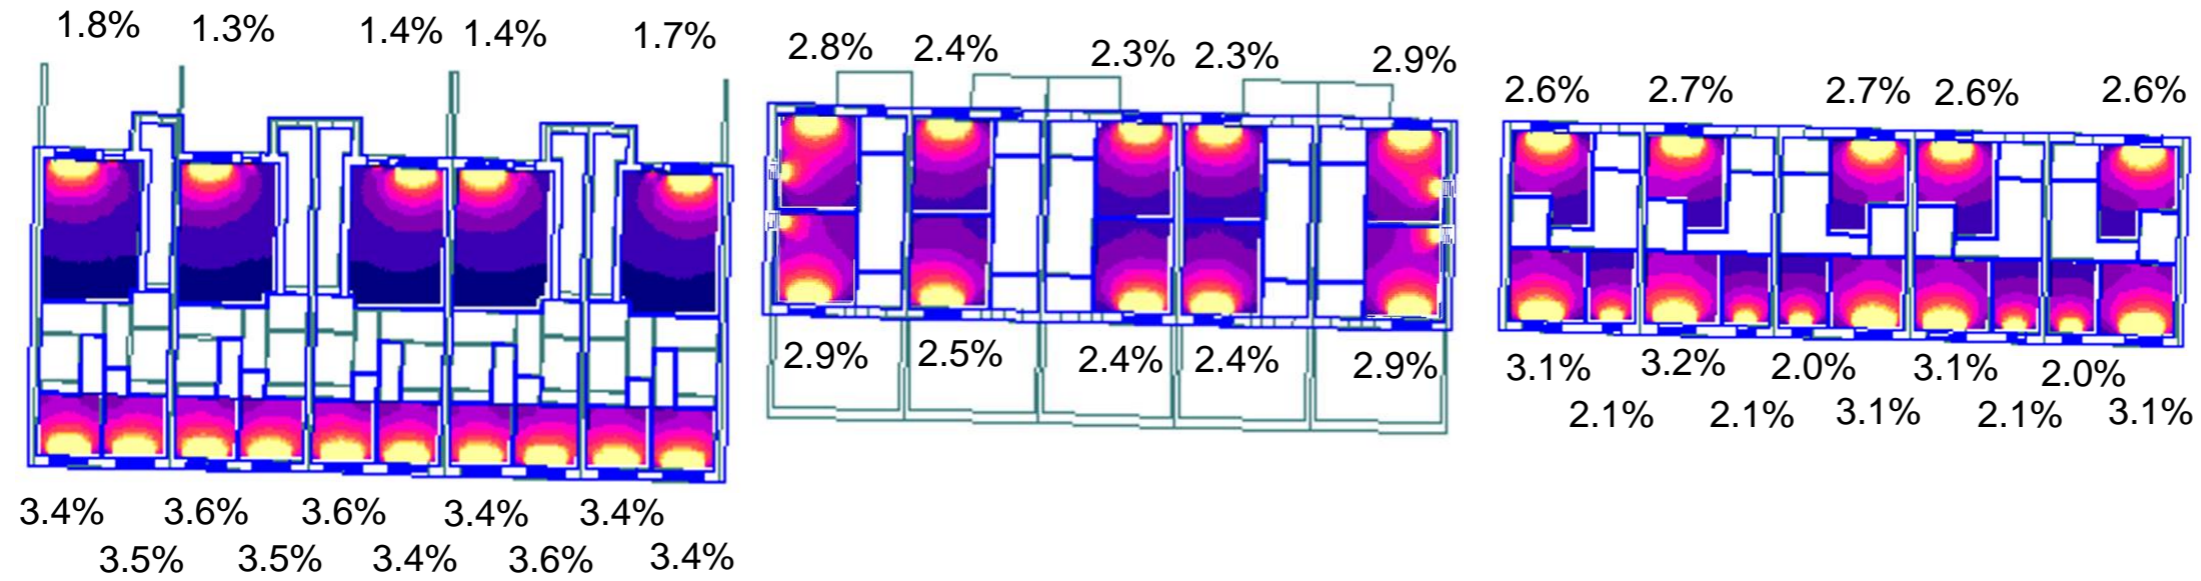 1.8% 1.3% 1.4% 1.4% 1.7%
3.4% 3.6% 3.6% 3.4% 3.4%
3.5% 3.5% 3.4% 3.6% 3.4%
2.8% 2.4% 2.3% 2.3% 2.9%
2.9% 2.5% 2.4% 2.4% 2.9%
2.6% 2.7% 2.7% 2.6% 2.6%
3.1% 3.2% 2.0% 3.1% 2.0%
2.1% 2.1% 3.1% 2.1% 3.1%